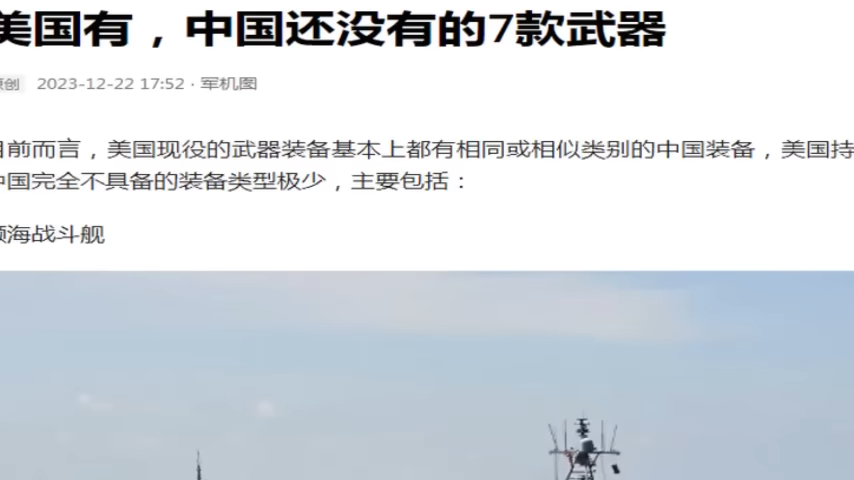 美国有，中国还没有的7款武器
原创 2023-12-22 17:52 · 军机图
目前而言，美国现役的武器装备基本上都有相同或相似类别的中国装备，美国持
中国完全不具备的装备类型极少，主要包括：
濒海战斗舰